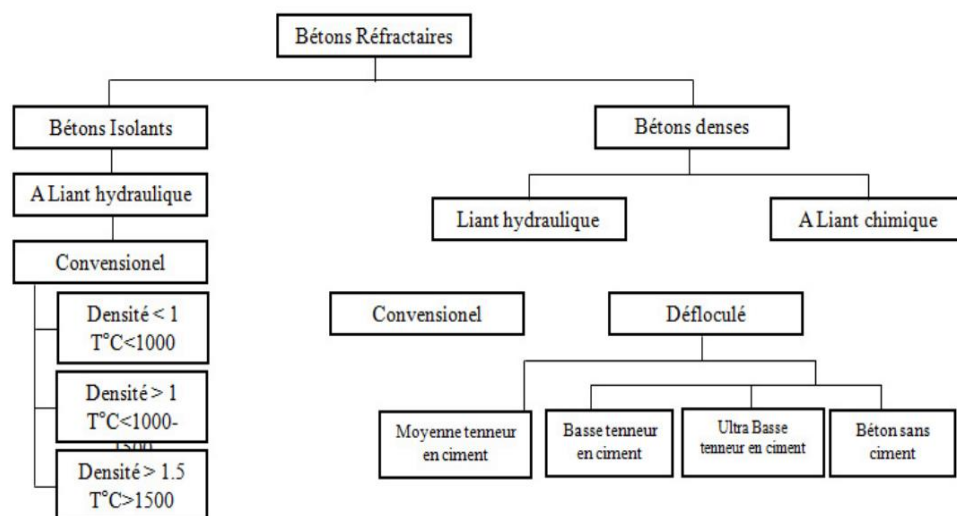 Bétons Réfractaires
Bétons Isolants
Bétons denses
A Liant hydraulique
Liant hydraulique
A Liant chimique
Convensionel
Convensionel
Défloculé
Densité < 1
T°C<1000
Densité > 1
T°C<1000-
1500
Densité > 1.5
T°C>1500
Moyenne tenneur
en ciment
Basse tenneur
en ciment
Ultra Basse
tenneur en ciment
Béton sans
ciment